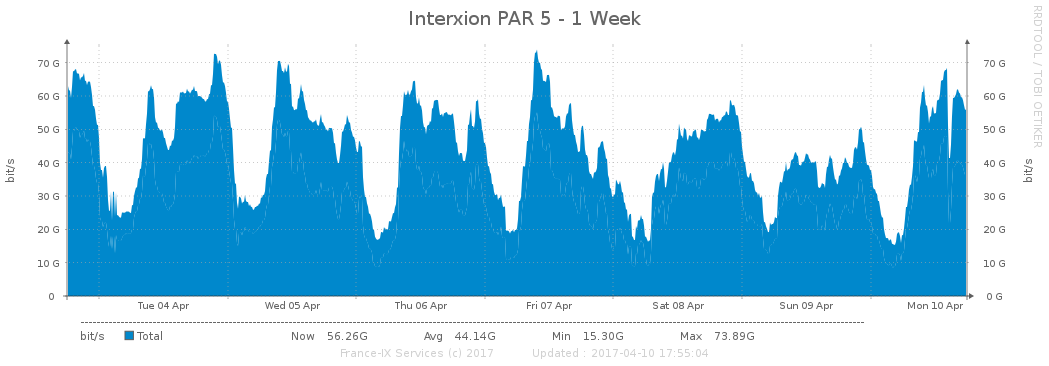 Interxion PAR 5 - 1 Week
RRDTOOL / TOBI OETIKER
bit/s
bit/s
70 G 70 G
60 G 60 G
50 G 50 G
40 G 40 G
30 G 30 G
20 G 20 G
10 G 10 G
0 0 G
Tue 04 Apr Wed 05 Apr Thu 06 Apr Fri 07 Apr Sat 08 Apr Sun 09 Apr Mon 10 Apr
bit/s Total Now 56.26G Avg 44.14G Min 15.30G Max 73.89G
France-IX Services (c) 2017 Updated : 2017-04-10 17:55:04